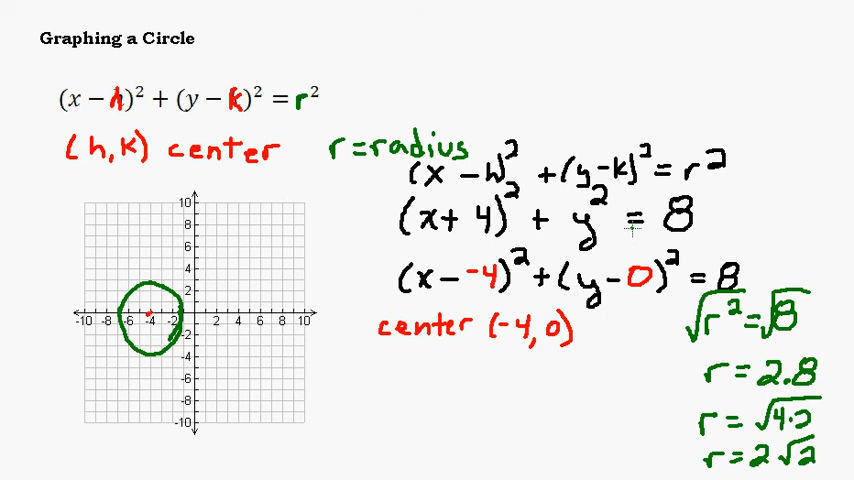 Graphing a Circle
(x − h)² + (y − k)² = r²
(h, k) center
r = radius
(x − h)² + (y − k)² = r²
(x + 4)² + y² = 8
(x − -4)² + (y − 0)² = 8
center (-4, 0)
√r² = √8
r = 2.8
r = √4·2
r = 2√2
10
8
6
4
2
-10 -8 -6 -4 -2 2 4 6 8 10
-2
-4
-6
-8
-10